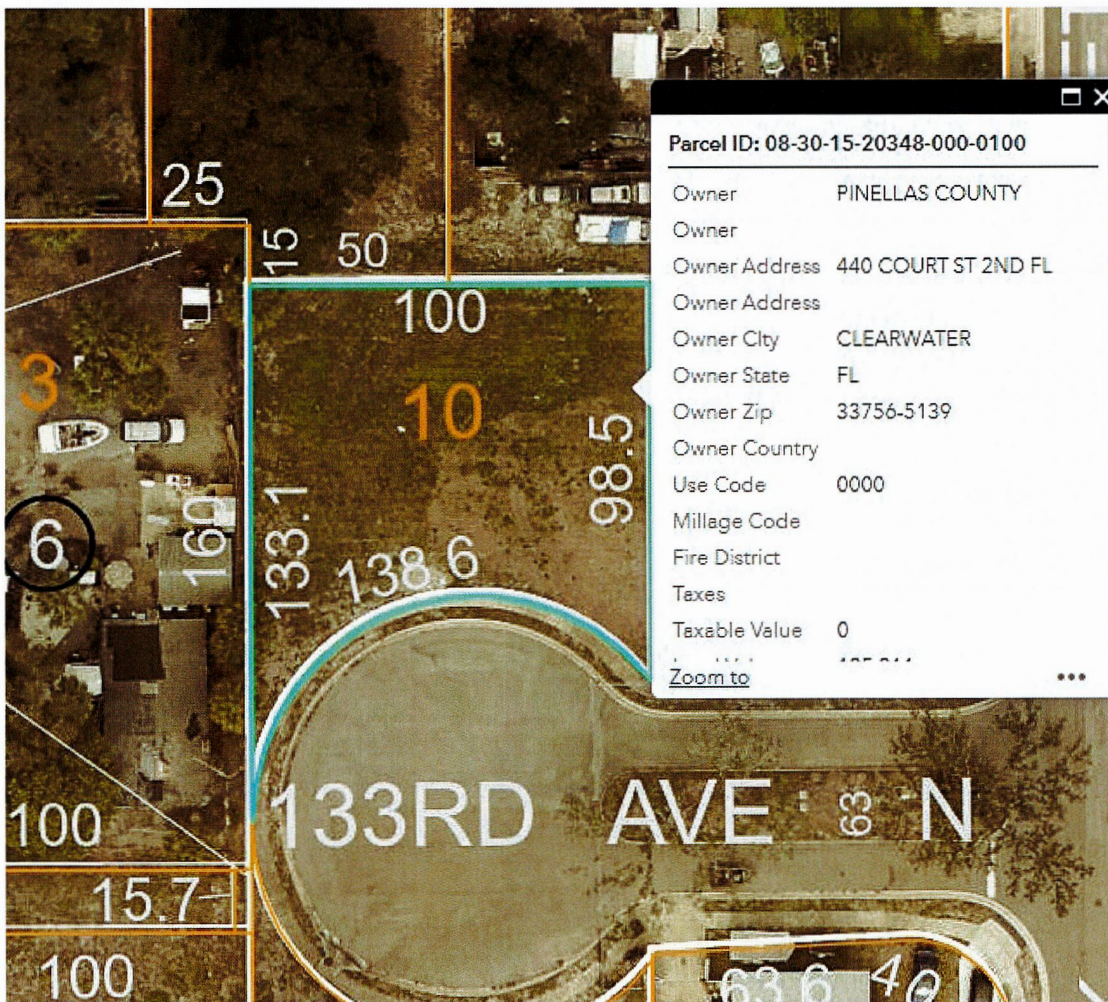 25
15
50
100
3
10
98.5
133.1
138.6
160
6
133RD AVE N
63
100
15.7
100
63.6
40
Parcel ID: 08-30-15-20348-000-0100
Owner PINELLAS COUNTY
Owner
Owner Address 440 COURT ST 2ND FL
Owner Address
Owner City CLEARWATER
Owner State FL
Owner Zip 33756-5139
Owner Country
Use Code 0000
Millage Code
Fire District
Taxes
Taxable Value 0
Zoom to